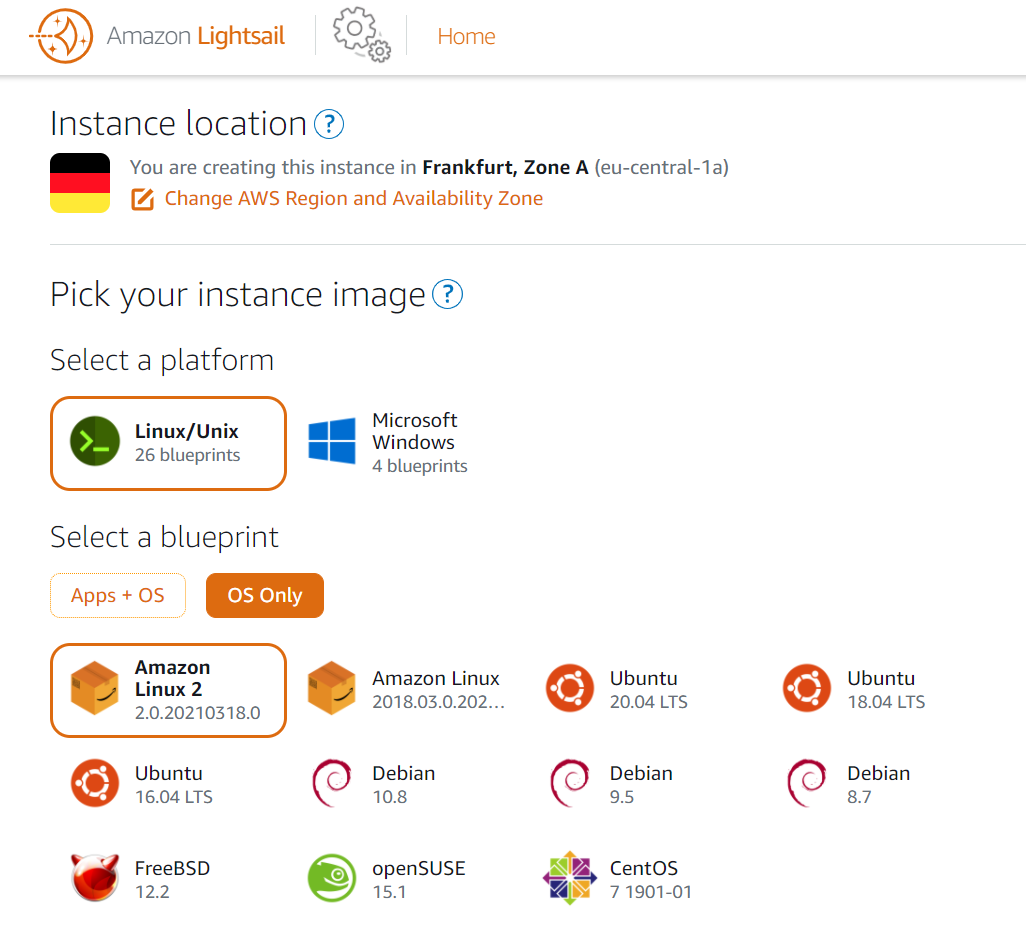 Amazon Lightsail
Home
Instance location ?
You are creating this instance in Frankfurt, Zone A (eu-central-1a)
Change AWS Region and Availability Zone
Pick your instance image ?
Select a platform
Linux/Unix
26 blueprints
Microsoft
Windows
4 blueprints
Select a blueprint
Apps + OS
OS Only
Amazon
Linux 2
2.0.20210318.0
Amazon Linux
2018.03.0.202...
Ubuntu
20.04 LTS
Ubuntu
18.04 LTS
Ubuntu
16.04 LTS
Debian
10.8
Debian
9.5
Debian
8.7
FreeBSD
12.2
openSUSE
15.1
CentOS
7 1901-01